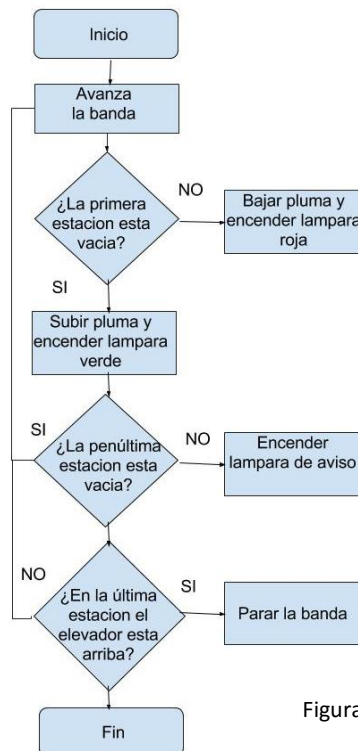 Inicio
Avanza
la banda
¿La primera
estacion esta
vacia?
NO
Bajar pluma y
encender lampara
roja
SI
Subir pluma y
encender lampara
verde
SI
¿La penúltima
estacion esta
vacia?
NO
Encender
lampara de aviso
NO
¿En la última
estacion el
elevador esta
arriba?
SI
Parar la banda
Fin
Figura